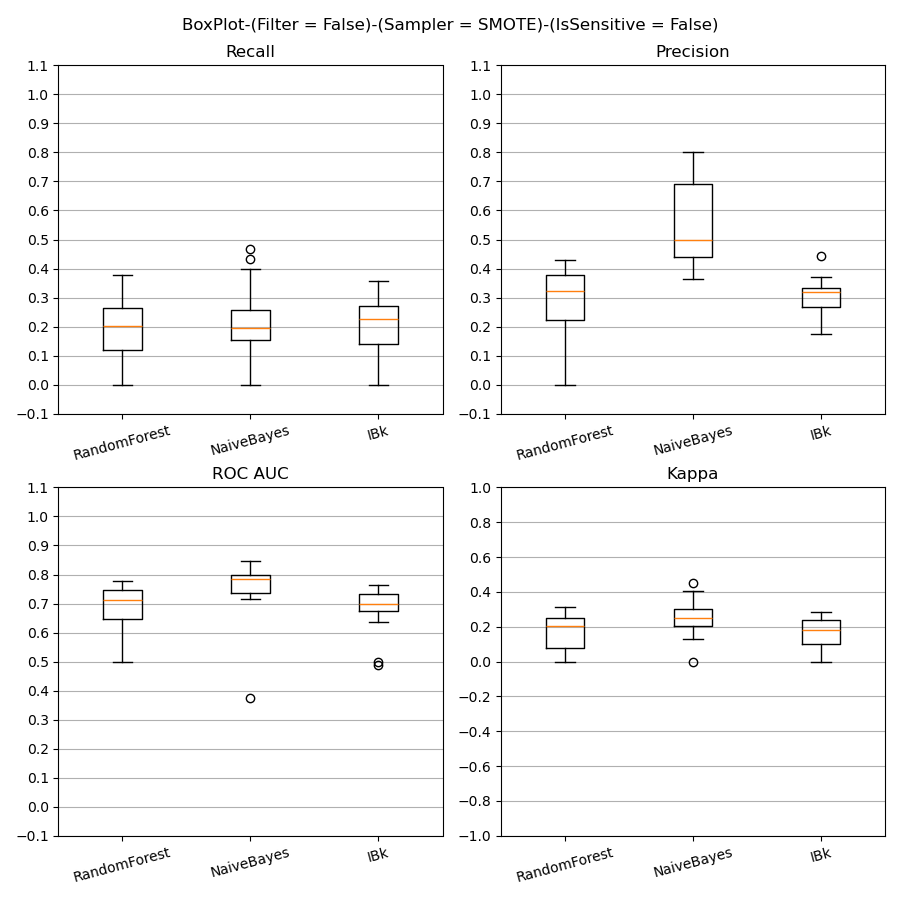 BoxPlot-(Filter = False)-(Sampler = SMOTE)-(IsSensitive = False)
Recall
1.1
1.0
0.9
0.8
0.7
0.6
0.5
0.4
0.3
0.2
0.1
0.0
−0.1
RandomForest
NaiveBayes
IBk
Precision
1.1
1.0
0.9
0.8
0.7
0.6
0.5
0.4
0.3
0.2
0.1
0.0
−0.1
RandomForest
NaiveBayes
IBk
ROC AUC
1.1
1.0
0.9
0.8
0.7
0.6
0.5
0.4
0.3
0.2
0.1
0.0
−0.1
RandomForest
NaiveBayes
IBk
Kappa
1.0
0.8
0.6
0.4
0.2
0.0
−0.2
−0.4
−0.6
−0.8
−1.0
RandomForest
NaiveBayes
IBk